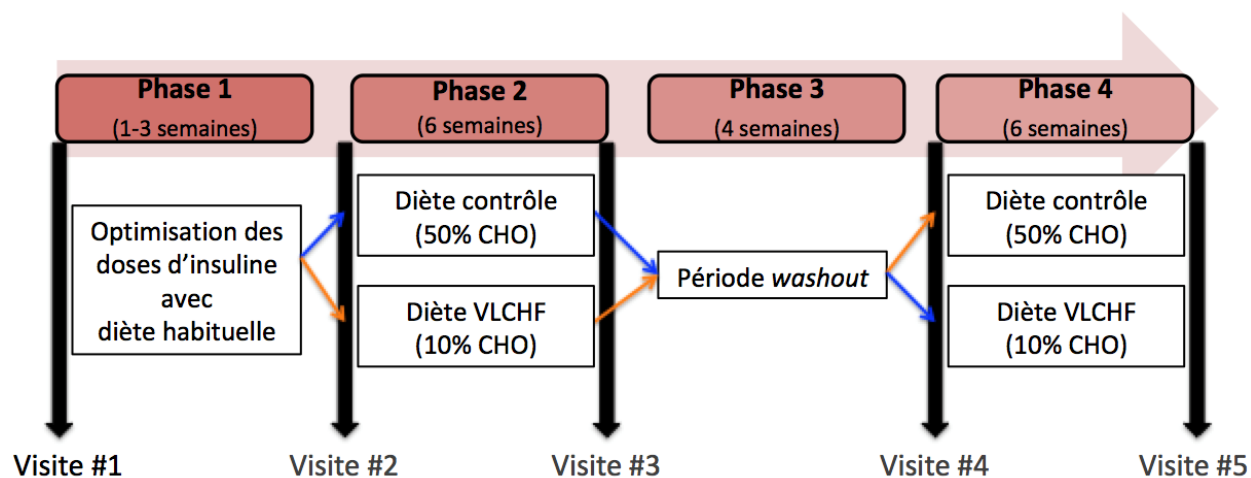 Phase 1
(1-3 semaines)
Phase 2
(6 semaines)
Phase 3
(4 semaines)
Phase 4
(6 semaines)
Optimisation des
doses d'insuline
avec
diète habituelle
Diète contrôle
(50% CHO)
Diète VLCHF
(10% CHO)
Période washout
Diète contrôle
(50% CHO)
Diète VLCHF
(10% CHO)
Visite #1
Visite #2
Visite #3
Visite #4
Visite #5